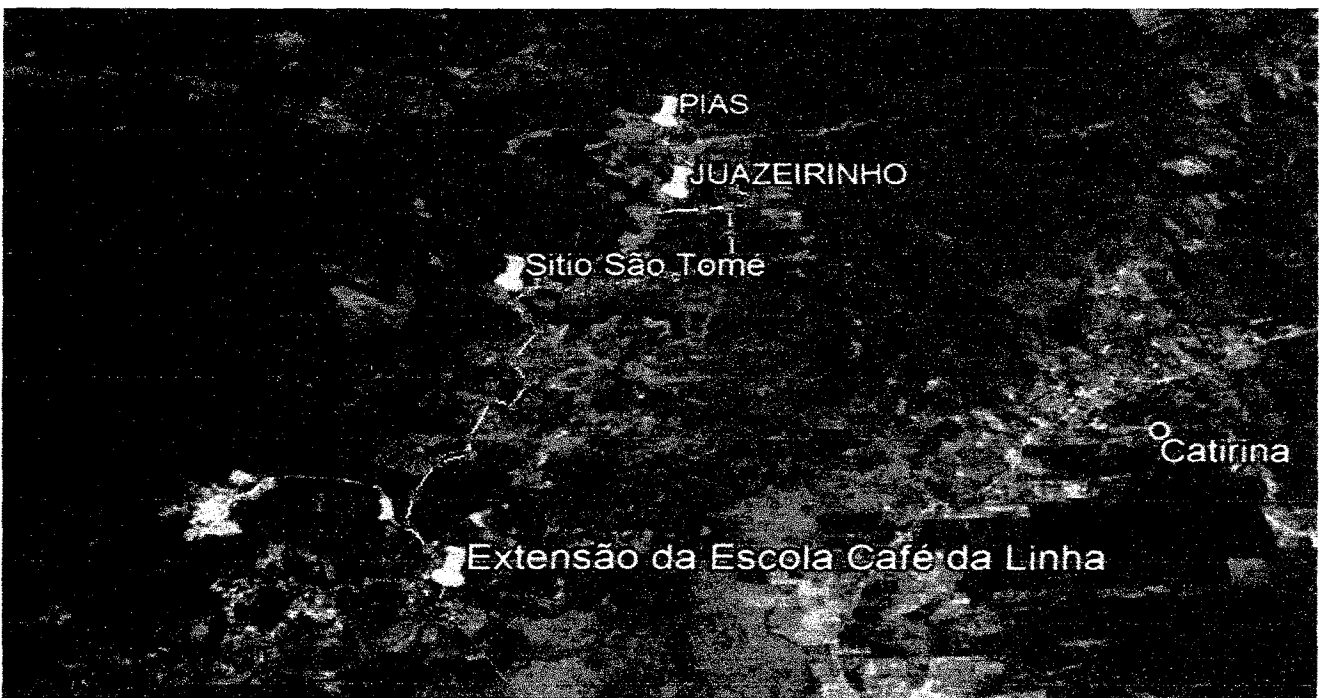 PIAS
JUAZEIRINHO
Sitio São Tomé
Catirina
Extensão da Escola Café da Linha